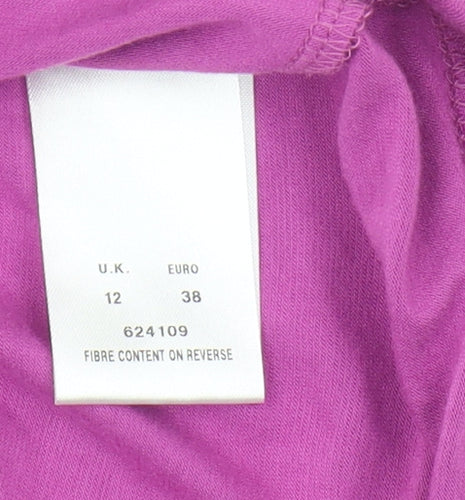 U.K. EURO
12 38
624109
FIBRE CONTENT ON REVERSE